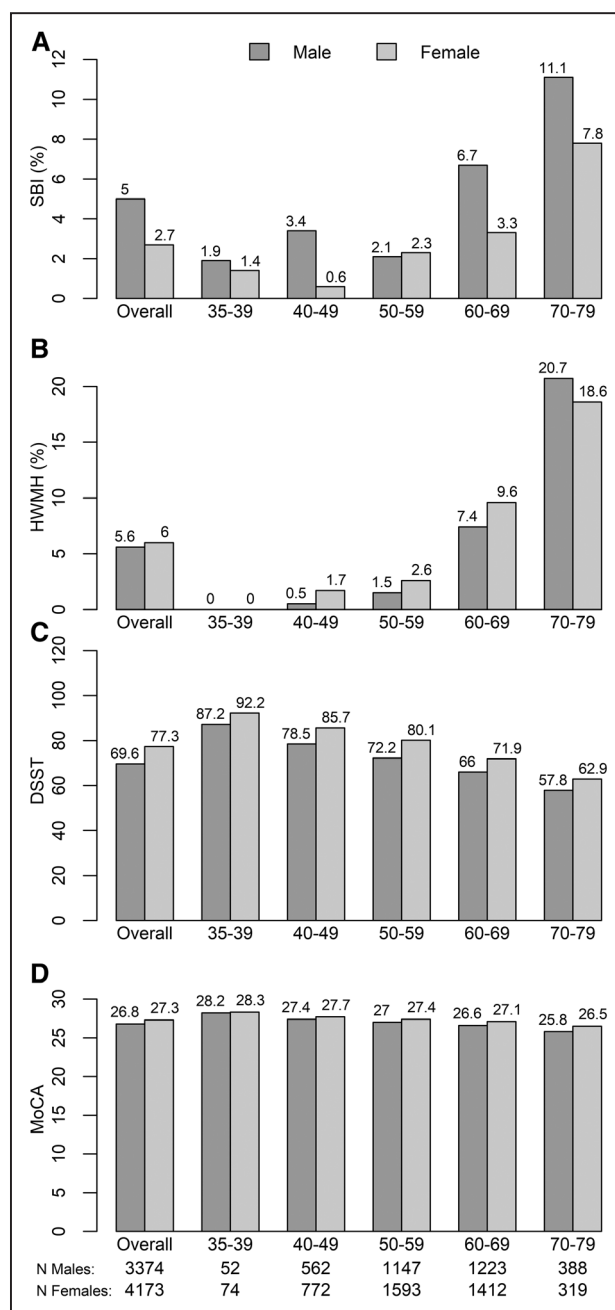 A
Male Female
SBI (%)
12
10
8
6
4
2
0
5 2.7 1.9 1.4 3.4 0.6 2.1 2.3 6.7 3.3 11.1 7.8
Overall 35-39 40-49 50-59 60-69 70-79
B
HWMH (%)
20
15
10
5
0
5.6 6 0 0 0.5 1.7 1.5 2.6 7.4 9.6 20.7 18.6
Overall 35-39 40-49 50-59 60-69 70-79
C
DSST
120
100
80
60
40
20
0
69.6 77.3 87.2 92.2 78.5 85.7 72.2 80.1 66 71.9 57.8 62.9
Overall 35-39 40-49 50-59 60-69 70-79
D
MoCA
30
25
20
15
10
5
0
26.8 27.3 28.2 28.3 27.4 27.7 27 27.4 26.6 27.1 25.8 26.5
Overall 35-39 40-49 50-59 60-69 70-79
N Males: 3374 52 562 1147 1223 388
N Females: 4173 74 772 1593 1412 319